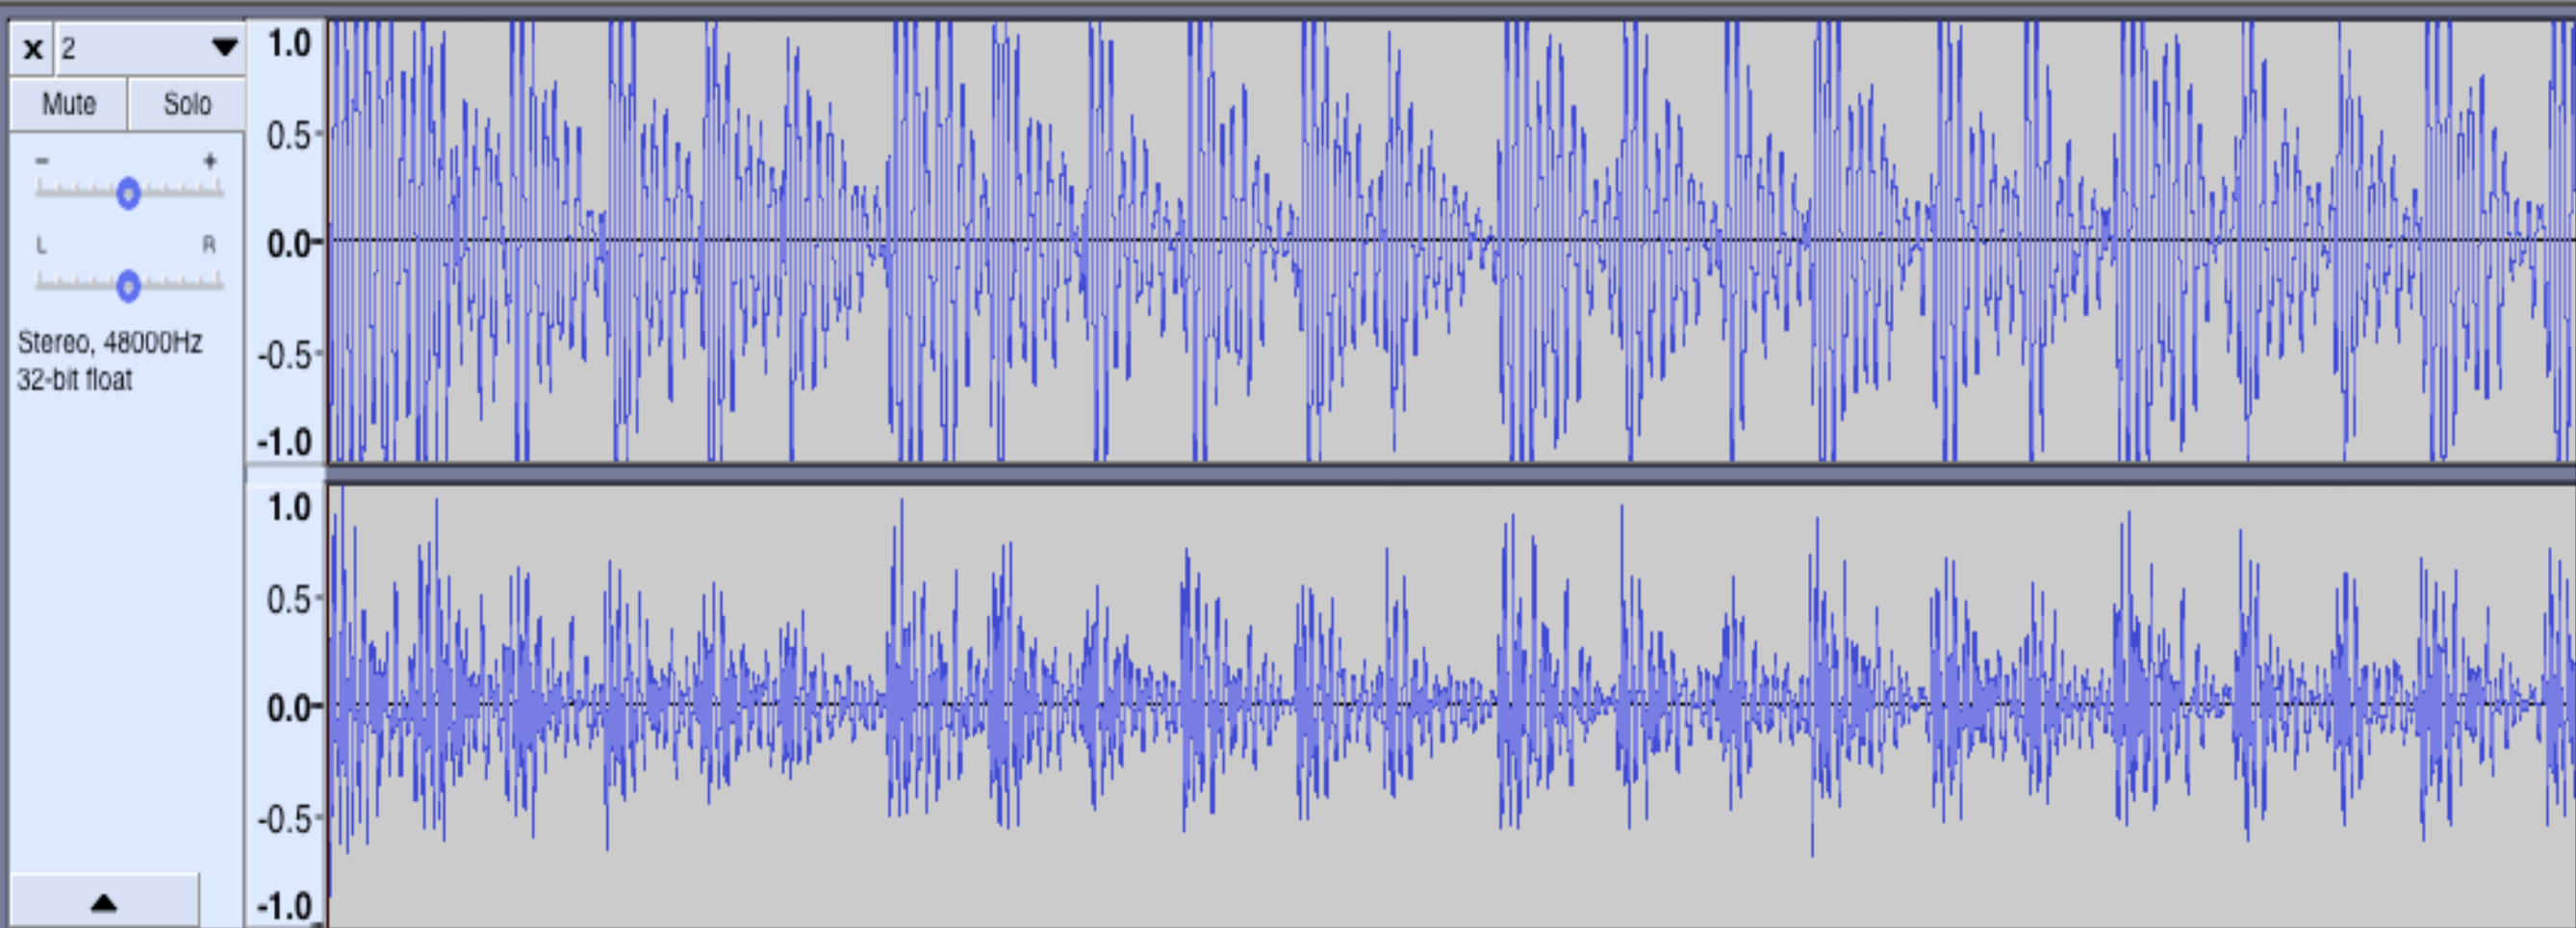 x 2
Mute Solo
- +
L R
Stereo, 48000Hz
32-bit float
1.0
0.5-
0.0-
-0.5-
-1.0
1.0
0.5-
0.0-
-0.5-
-1.0